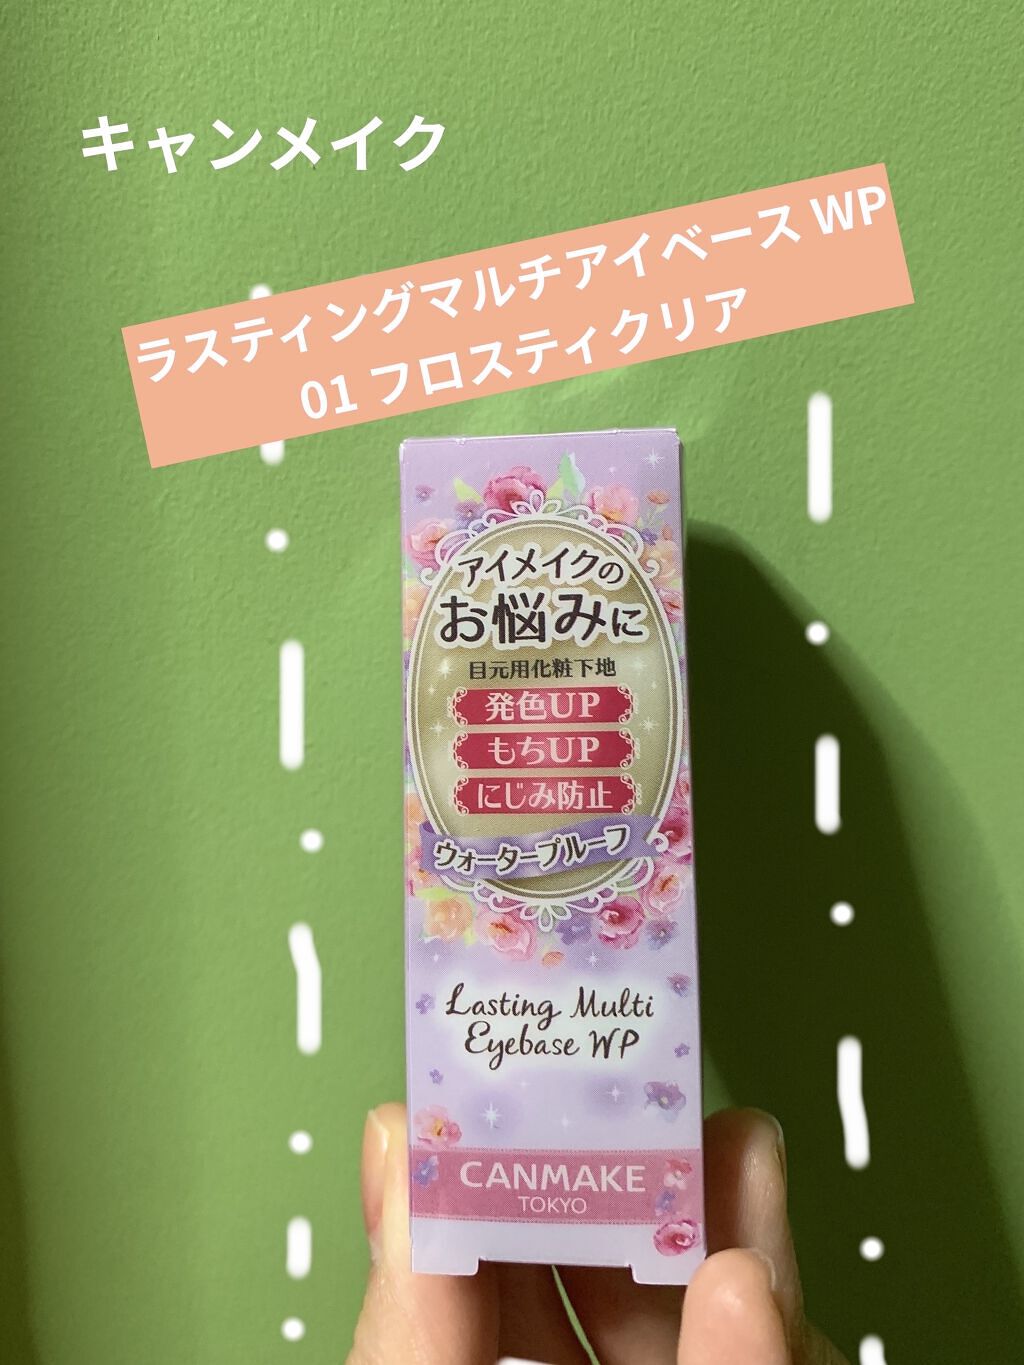 キャンメイク
ラスティングマルチアイベース WP
01 フロスティクリア
アイメイクの
お悩みに
目元用化粧下地
発色UP
もちUP
にじみ防止
ウォータープルーフ
Lasting Multi
Eyebase WP
CANMAKE
TOKYO